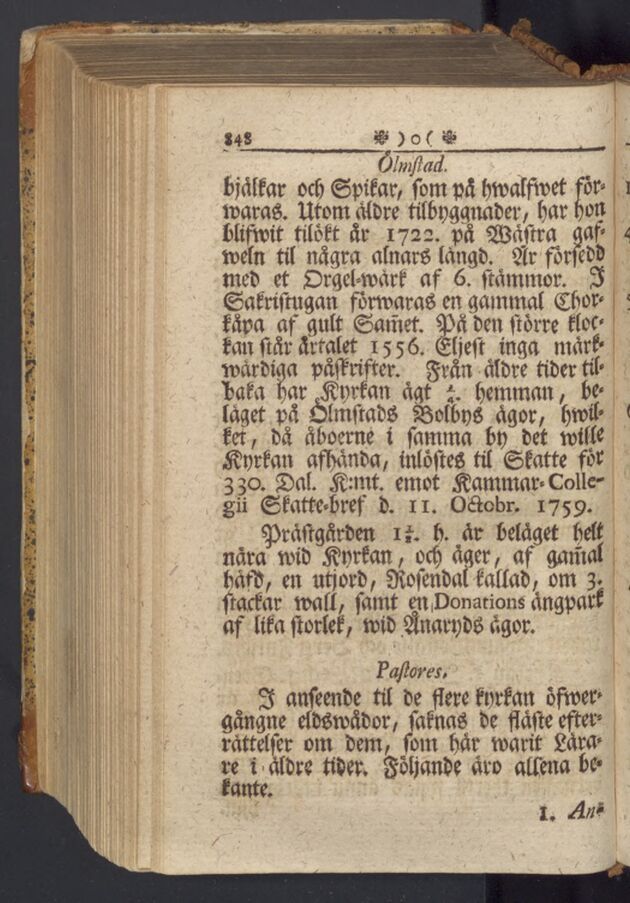 848 ❉ ) o ( ❉
Ölmstad.
bjälkar och Spikar, som på hwalfwet för-
waras. Utom äldre tilbyggnader, har hon
blifwit tilökt år 1722. på Wästra gaf-
weln til några alnars längd. Är försedd
med et Orgel-wärk af 6. stämmor. J
Sakristugan förwaras en gammal Chor-
kåpa af gult Sam̃et. På den större kloc-
kan står årtalet 1556. Eljest inga märk-
wärdiga påskrifter. Från äldre tider til-
baka har Kyrkan ägt ¼. hemman, be-
läget på Ölmstads Bolbys ägor, hwil-
ket, då åboerne i samma by det wille
Kyrkan afhända, inlöstes til Skatte för
330. Dal. K:mt. emot Kammar-Colle-
gii Skatte-bref d. 11. Octobr. 1759.
Prästgården 1½. h. är beläget helt
nära wid Kyrkan, och äger, af gam̃al
häfd, en utjord, Rosendal kallad, om 3.
stackar wall, samt en Donations ängpark
af lika storlek, wid Ånaryds ägor.
Pastores.
J anseende til de flere kyrkan öfwer-
gångne eldswådor, saknas de fläste efter-
rättelser om dem, som här warit Lära-
re i äldre tider. Följande äro allena be-
kante.
1. An-